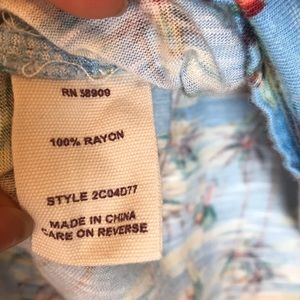 RN 58909
100% RAYON
STYLE 2C04D77
MADE IN CHINA
CARE ON REVERSE